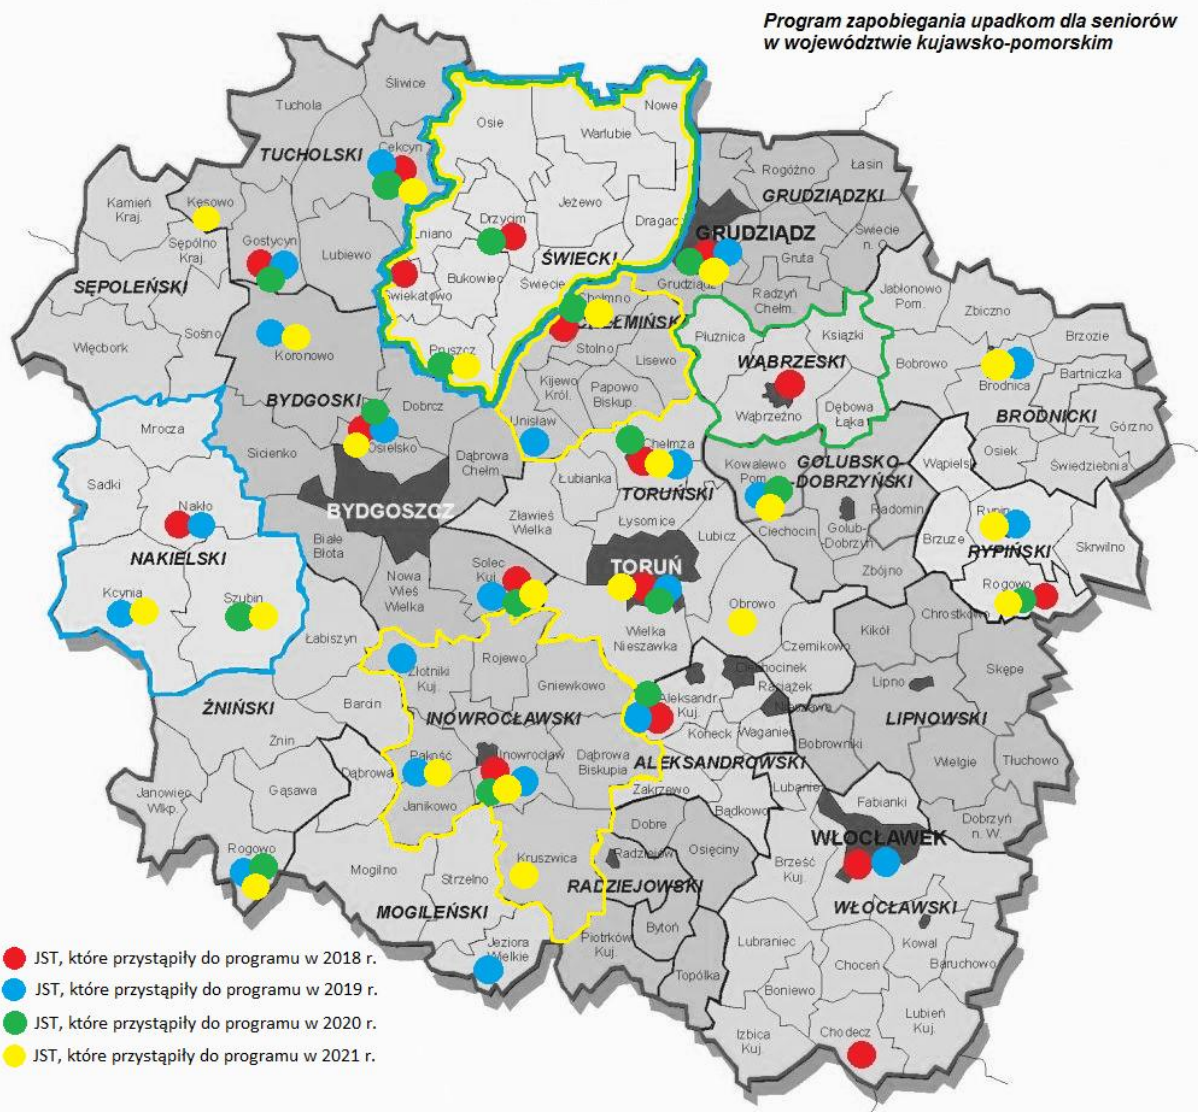 Program zapobiegania upadkom dla seniorów
w województwie kujawsko-pomorskim
Śliwice
Tuchola
Osie
Nowe
Warlubie
Cekcyn
TUCHOLSKI
Rogóźno
Łasin
GRUDZIĄDZKI
Kamień
Kraj.
Kęsowo
Jeżewo
Drzycim
Dragac
GRUDZIĄDZ
Świecie
n. O.
Gostycyn
Sępólno
Kraj.
Lubiewo
Lniano
ŚWIECKI
Gruta
SĘPOLEŃSKI
Bukowiec
Świecie
Świekatowo
Grudziądz
Radzyń
Chełm.
Jabłonowo
Pom.
Zbiczno
Chełmno
CHEŁMIŃSKI
Sośno
Więcbork
Koronowo
Pruszcz
Stolno
Lisewo
Płużnica
Książki
WĄBRZESKI
Bobrowo
Brzozie
Bartniczka
Brodnica
BRODNICKI
Kijewo
Król.
Papowo
Biskup.
BYDGOSKI
Dobrcz
Wąbrzeźno
Dębowa
Łąka
Górzno
Mrocza
Unisław
Osielsko
Sicienko
Dąbrowa
Chełm.
Chełmża
Kowalewo
Pom.
GOLUBSKO-
-DOBRZYŃSKI
Wąpielsk
Osiek
Świedziebnia
Sadki
Łubianka
TORUŃSKI
Nakło
BYDGOSZCZ
Zławieś
Wielka
Łysomice
Radomin
Rypin
Ciechocin
Golub-
Dobrzyń
Lubicz
Brzuze
RYPIŃSKI
Skrwilno
NAKIELSKI
Białe
Błota
Solec
Kuj.
TORUŃ
Zbójno
Nowa
Wieś
Wielka
Rogowo
Kcynia
Szubin
Obrowo
Chrostkowo
Łabiszyn
Wielka
Nieszawka
Kikół
Czernikowo
Rojewo
Złotniki
Kuj.
Gniewkowo
Ciechocinek
Raciążek
Skępe
Lipno
Aleksandr
Kuj.
Nieszawa
ŻNIŃSKI
Barcin
INOWROCŁAWSKI
LIPNOWSKI
Koneck
Waganiec
Żnin
Bobrowniki
Pakość
Inowrocław
Dąbrowa
Biskupia
ALEKSANDROWSKI
Wielgie
Tłuchowo
Dąbrowa
Janowiec
Wlkp.
Gąsawa
Zakrzewo
Lubanie
Janikowo
Bądkowo
Fabianki
Dobre
Dobrzyń
n. W.
WŁOCŁAWEK
Rogowo
Radziejów
Osięciny
Mogilno
Kruszwica
Brześć
Kuj.
Strzelno
RADZIEJOWSKI
MOGILEŃSKI
WŁOCŁAWSKI
Bytoń
Jeziora
Wielkie
Piotrków
Kuj.
Lubraniec
Kowal
Baruchowo
Choceń
Topólka
Boniewo
JST, które przystąpiły do programu w 2018 r.
JST, które przystąpiły do programu w 2019 r.
JST, które przystąpiły do programu w 2020 r.
JST, które przystąpiły do programu w 2021 r.
Lubień
Kuj.
Izbica
Kuj.
Chodecz